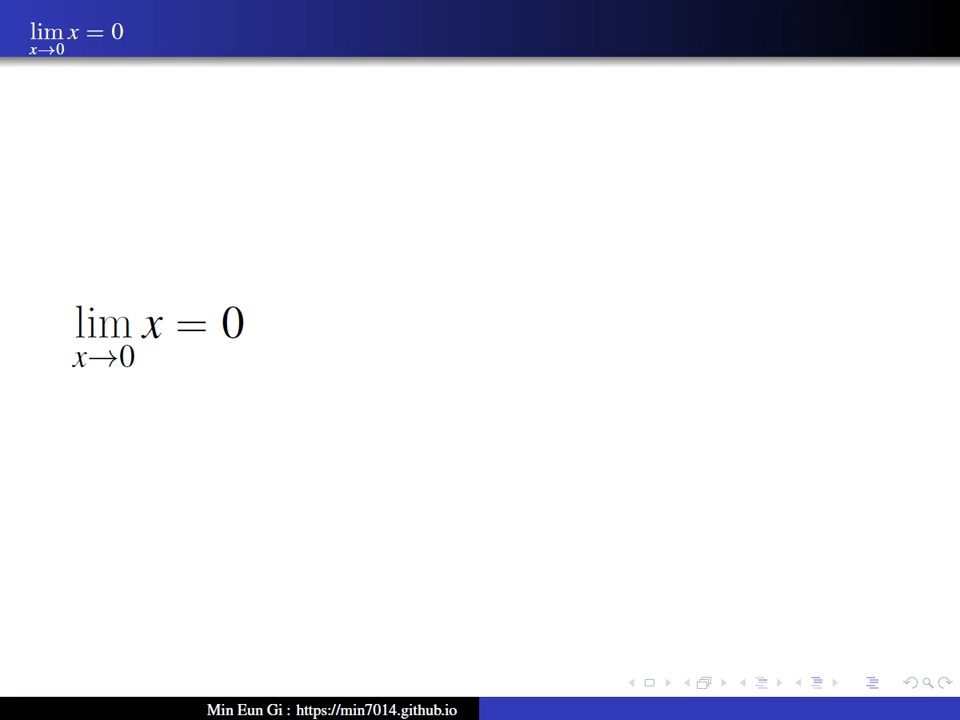 lim x = 0
x→0
lim x = 0
x→0
Min Eun Gi : https://min7014.github.io